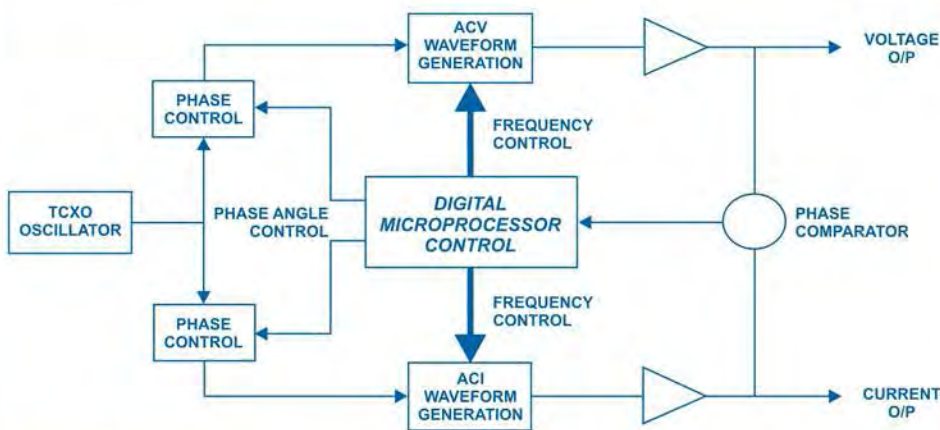 ACV
WAVEFORM
GENERATION
VOLTAGE
O/P
PHASE
CONTROL
FREQUENCY
CONTROL
TCXO
OSCILLATOR
PHASE ANGLE
CONTROL
DIGITAL
MICROPROCESSOR
CONTROL
PHASE
COMPARATOR
PHASE
CONTROL
FREQUENCY
CONTROL
ACI
WAVEFORM
GENERATION
CURRENT
O/P